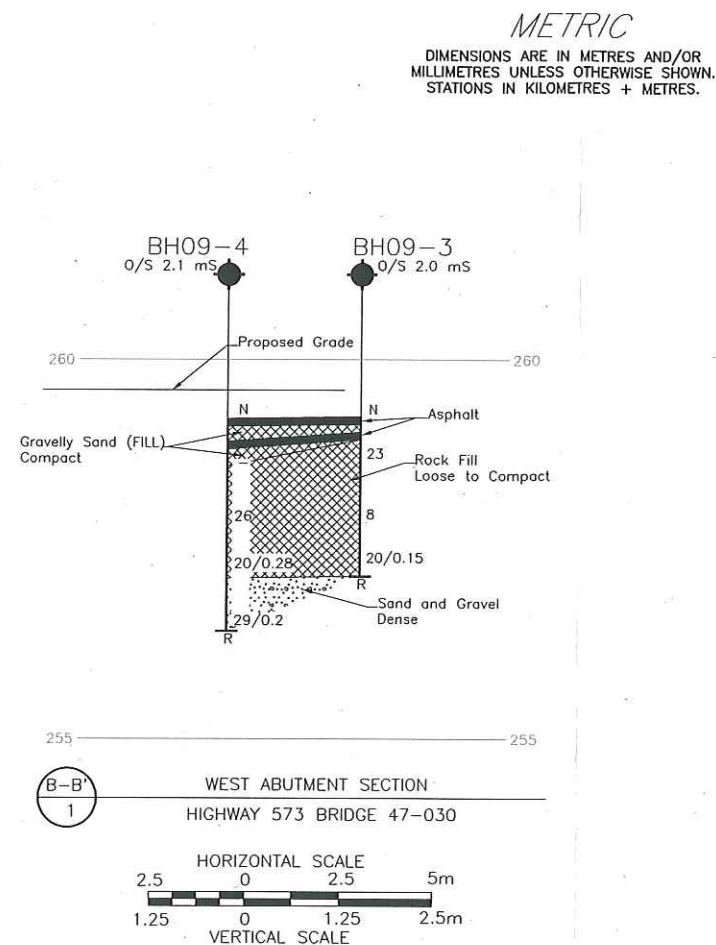 METRIC
DIMENSIONS ARE IN METRES AND/OR
MILLIMETRES UNLESS OTHERWISE SHOWN.
STATIONS IN KILOMETRES + METRES.
BH09-4
O/S 2.1 mS
BH09-3
O/S 2.0 mS
Proposed Grade
260
260
N
N
Asphalt
Gravelly Sand (FILL)
Compact
23
Rock Fill
Loose to Compact
26
8
20/0.28
20/0.15
R
Sand and Gravel
Dense
29/0.2
R
255
255
B-B'
1
WEST ABUTMENT SECTION
HIGHWAY 573 BRIDGE 47-030
HORIZONTAL SCALE
2.5 0 2.5 5m
1.25 0 1.25 2.5m
VERTICAL SCALE